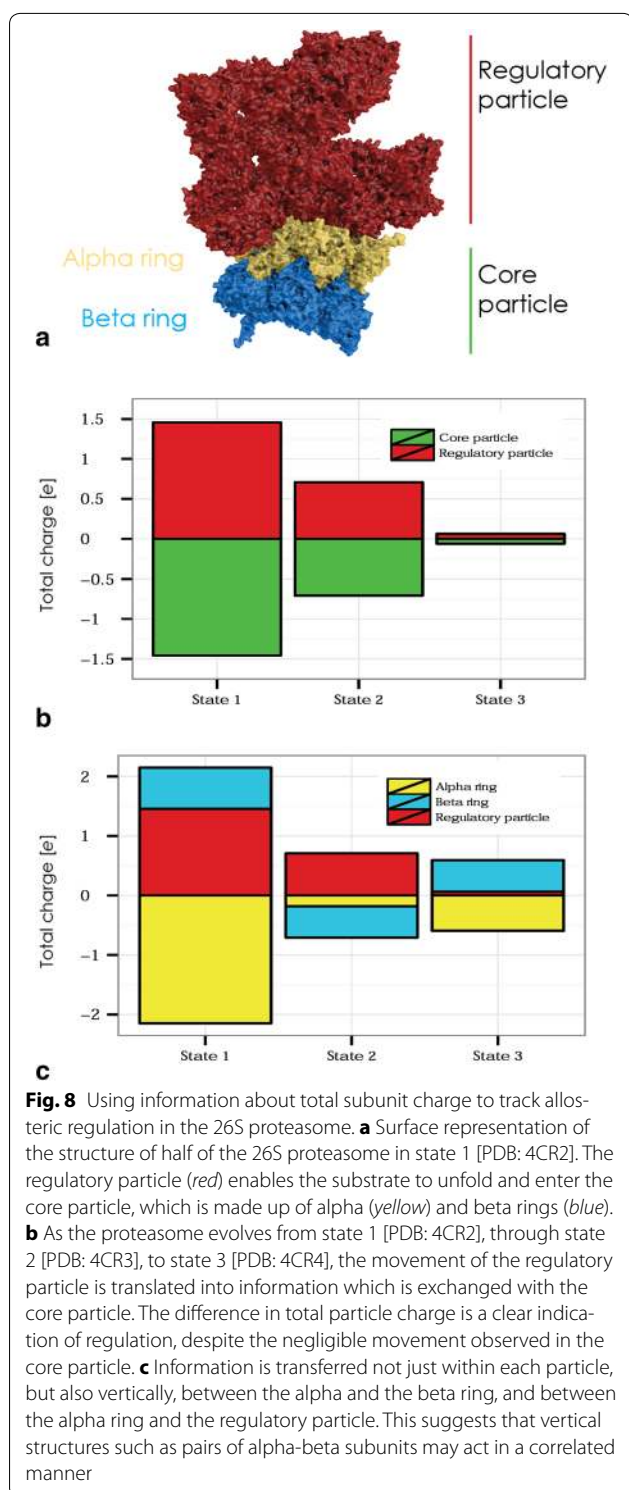 Regulatory
particle
Alpha ring
Beta ring
Core
particle
a
1.5
1
0.5
0
−0.5
−1
−1.5
Total charge [e]
Core particle
Regulatory particle
State 1
State 2
State 3
b
2
1
0
−1
−2
Total charge [e]
Alpha ring
Beta ring
Regulatory particle
State 1
State 2
State 3
c
Fig. 8 Using information about total subunit charge to track allos-
teric regulation in the 26S proteasome. a Surface representation of
the structure of half of the 26S proteasome in state 1 [PDB: 4CR2]. The
regulatory particle (red) enables the substrate to unfold and enter the
core particle, which is made up of alpha (yellow) and beta rings (blue).
b As the proteasome evolves from state 1 [PDB: 4CR2], through state
2 [PDB: 4CR3], to state 3 [PDB: 4CR4], the movement of the regulatory
particle is translated into information which is exchanged with the
core particle. The difference in total particle charge is a clear indica-
tion of regulation, despite the negligible movement observed in the
core particle. c Information is transferred not just within each particle,
but also vertically, between the alpha and the beta ring, and between
the alpha ring and the regulatory particle. This suggests that vertical
structures such as pairs of alpha-beta subunits may act in a correlated
manner